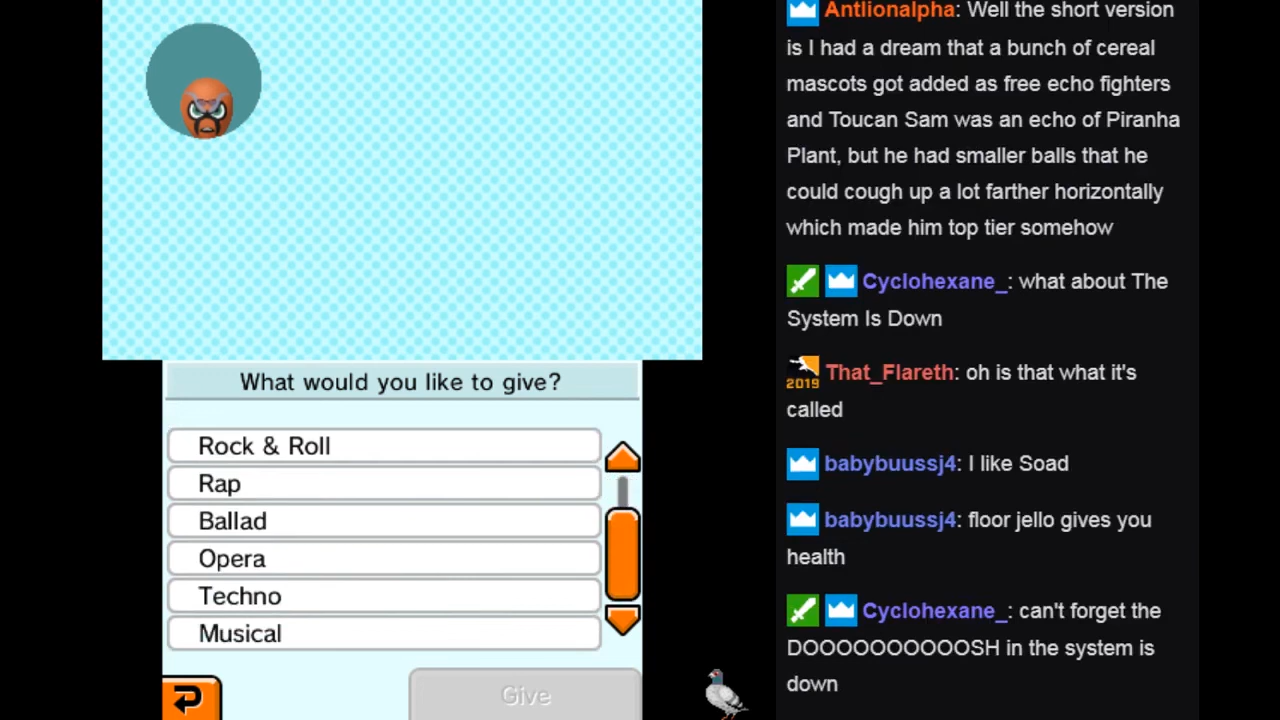 What would you like to give?
Rock & Roll
Rap
Ballad
Opera
Techno
Musical
Give
Antlionalpha: Well the short version
is I had a dream that a bunch of cereal
mascots got added as free echo fighters
and Toucan Sam was an echo of Piranha
Plant, but he had smaller balls that he
could cough up a lot farther horizontally
which made him top tier somehow
Cyclohexane_: what about The
System Is Down
2019 That_Flareth: oh is that what it's
called
babybuussj4: I like Soad
babybuussj4: floor jello gives you
health
Cyclohexane_: can't forget the
DOOOOOOOOOOSH in the system is
down